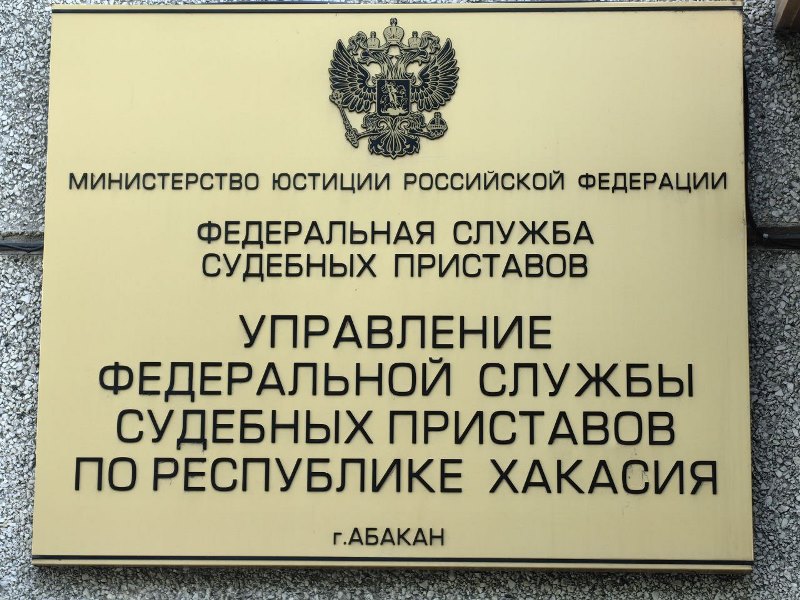 МИНИСТЕРСТВО ЮСТИЦИИ РОССИЙСКОЙ ФЕДЕРАЦИИ
ФЕДЕРАЛЬНАЯ СЛУЖБА
СУДЕБНЫХ ПРИСТАВОВ
УПРАВЛЕНИЕ
ФЕДЕРАЛЬНОЙ СЛУЖБЫ
СУДЕБНЫХ ПРИСТАВОВ
ПО РЕСПУБЛИКЕ ХАКАСИЯ
г.АБАКАН